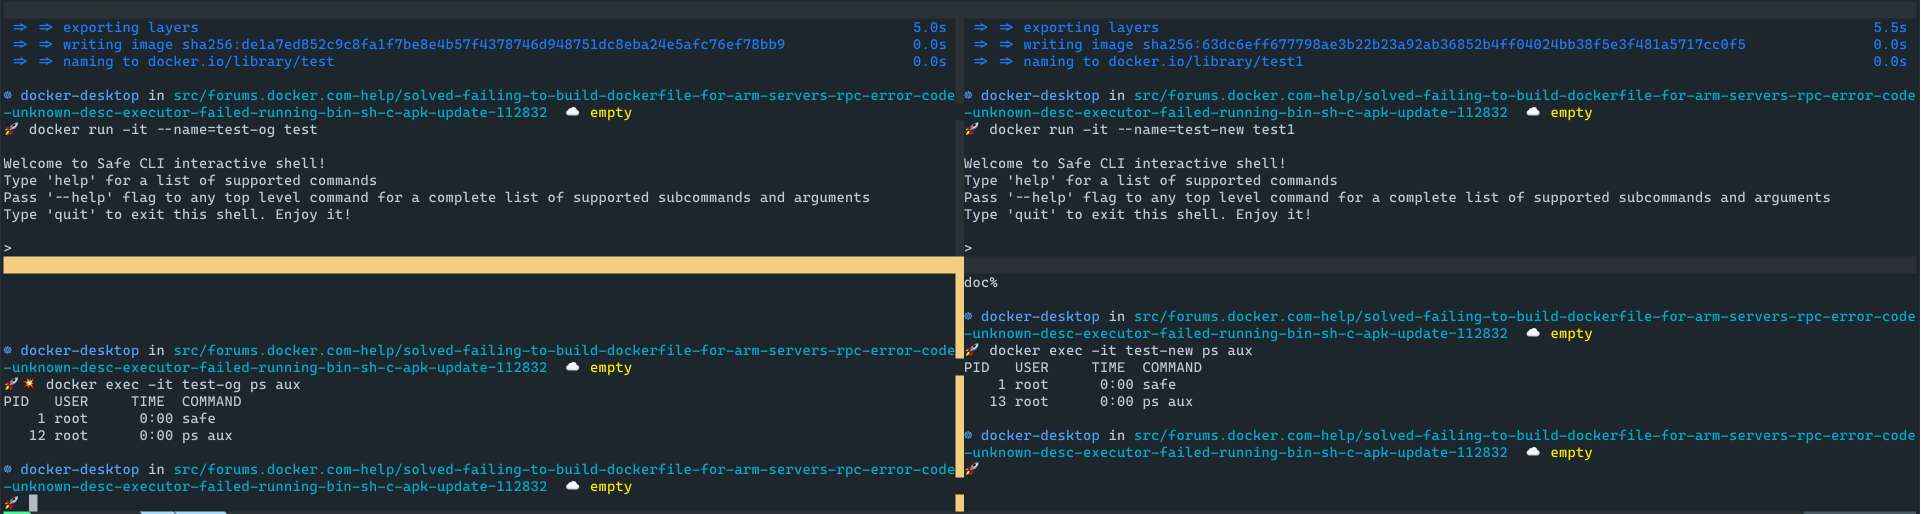 ⇒ ⇒ exporting layers 5.0s
⇒ ⇒ writing image sha256:de1a7ed852c9c8fa1f7be8e4b57f4378746d948751dc8eba24e5afc76ef78bb9 0.0s
⇒ ⇒ naming to docker.io/library/test 0.0s
☸ docker-desktop in src/forums.docker.com-help/solved-failing-to-build-dockerfile-for-arm-servers-rpc-error-code
-unknown-desc-executor-failed-running-bin-sh-c-apk-update-112832 ☁️ empty
🚀 docker run -it --name=test-og test
Welcome to Safe CLI interactive shell!
Type 'help' for a list of supported commands
Pass '--help' flag to any top level command for a complete list of supported subcommands and arguments
Type 'quit' to exit this shell. Enjoy it!
>
☸ docker-desktop in src/forums.docker.com-help/solved-failing-to-build-dockerfile-for-arm-servers-rpc-error-code
-unknown-desc-executor-failed-running-bin-sh-c-apk-update-112832 ☁️ empty
🚀 💥 docker exec -it test-og ps aux
PID USER TIME COMMAND
1 root 0:00 safe
12 root 0:00 ps aux
☸ docker-desktop in src/forums.docker.com-help/solved-failing-to-build-dockerfile-for-arm-servers-rpc-error-code
-unknown-desc-executor-failed-running-bin-sh-c-apk-update-112832 ☁️ empty
🚀
⇒ ⇒ exporting layers 5.5s
⇒ ⇒ writing image sha256:63dc6eff677798ae3b22b23a92ab36852b4ff04024bb38f5e3f481a5717cc0f5 0.0s
⇒ ⇒ naming to docker.io/library/test1 0.0s
☸ docker-desktop in src/forums.docker.com-help/solved-failing-to-build-dockerfile-for-arm-servers-rpc-error-code
-unknown-desc-executor-failed-running-bin-sh-c-apk-update-112832 ☁️ empty
🚀 docker run -it --name=test-new test1
Welcome to Safe CLI interactive shell!
Type 'help' for a list of supported commands
Pass '--help' flag to any top level command for a complete list of supported subcommands and arguments
Type 'quit' to exit this shell. Enjoy it!
>
doc%
☸ docker-desktop in src/forums.docker.com-help/solved-failing-to-build-dockerfile-for-arm-servers-rpc-error-code
-unknown-desc-executor-failed-running-bin-sh-c-apk-update-112832 ☁️ empty
🚀 docker exec -it test-new ps aux
PID USER TIME COMMAND
1 root 0:00 safe
13 root 0:00 ps aux
☸ docker-desktop in src/forums.docker.com-help/solved-failing-to-build-dockerfile-for-arm-servers-rpc-error-code
-unknown-desc-executor-failed-running-bin-sh-c-apk-update-112832 ☁️ empty
🚀